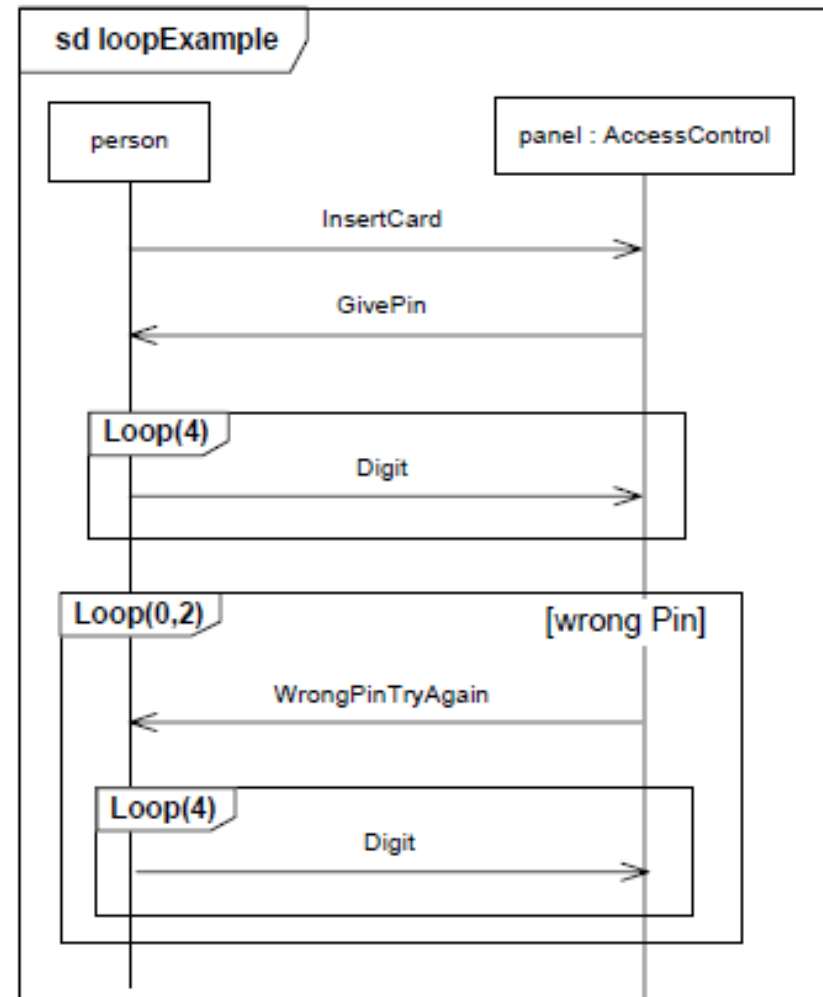 sd loopExample
person
panel : AccessControl
InsertCard
GivePin
Loop(4)
Digit
Loop(0,2)
[wrong Pin]
WrongPinTryAgain
Loop(4)
Digit